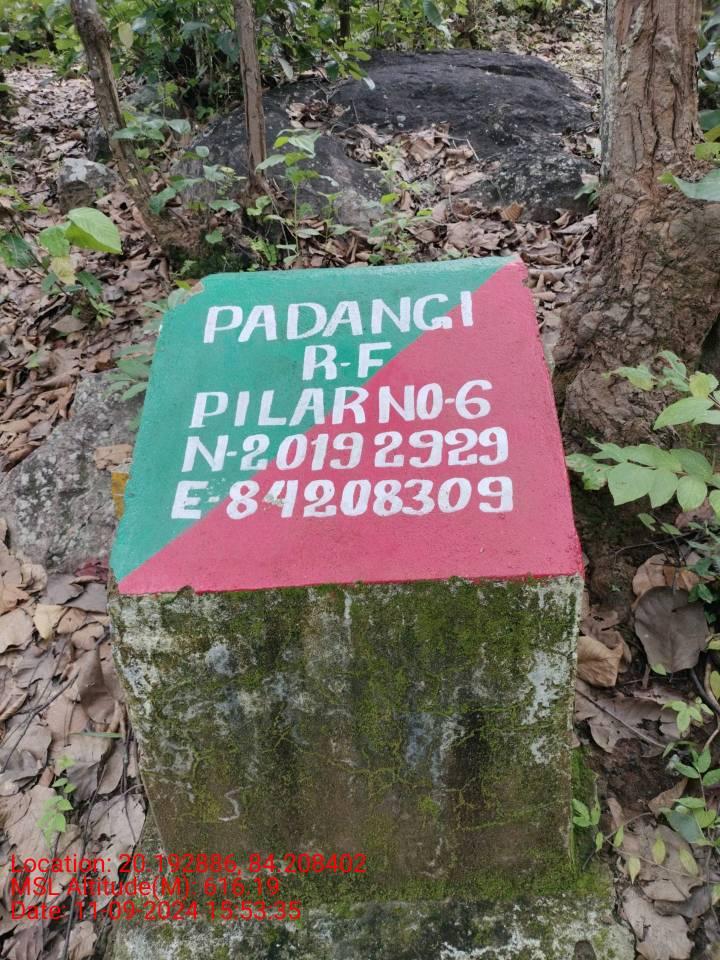 PADANGI
R-F
PILAR NO-6
N-20192929
E-84208309
Location: 20.192886, 84.208402
MSL Altitude(M): 616.19
Date: 11-09-2024 15:53:35